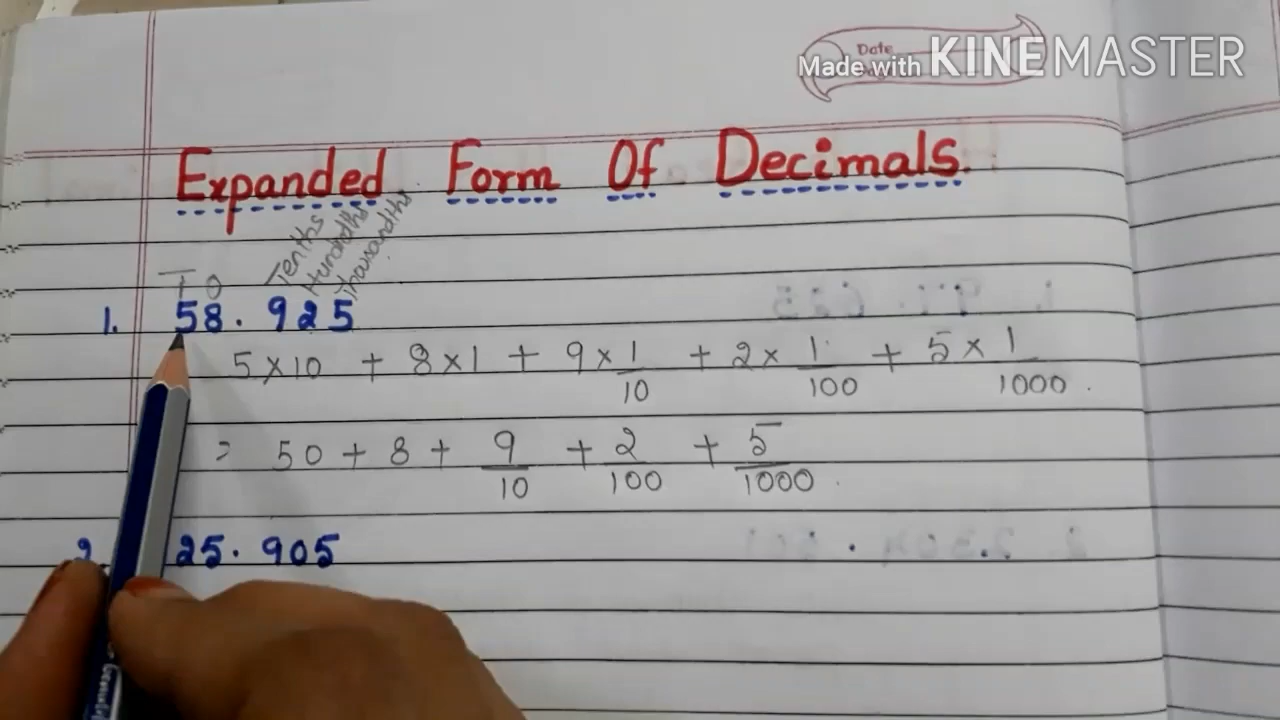 Date
Made with KINEMASTER
Expanded Form Of Decimals.
T O Tenths Hundredths Thousandths
1. 58.925
5×10 + 8×1 + 9×1/10 + 2×1/100 + 5×1/1000.
= 50 + 8 + 9/10 + 2/100 + 5/1000.
2. 25.905